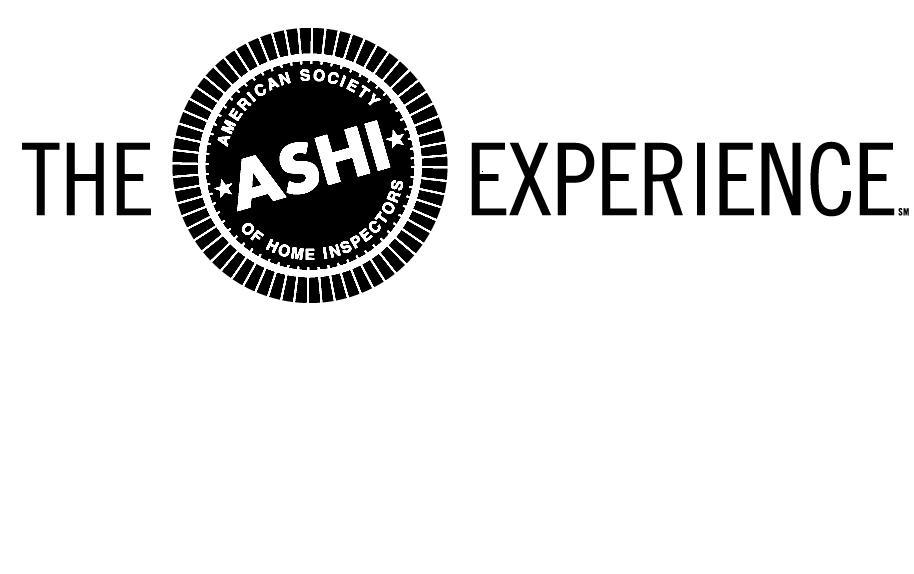 THE
AMERICAN SOCIETY
ASHI
OF HOME INSPECTORS
EXPERIENCE SM